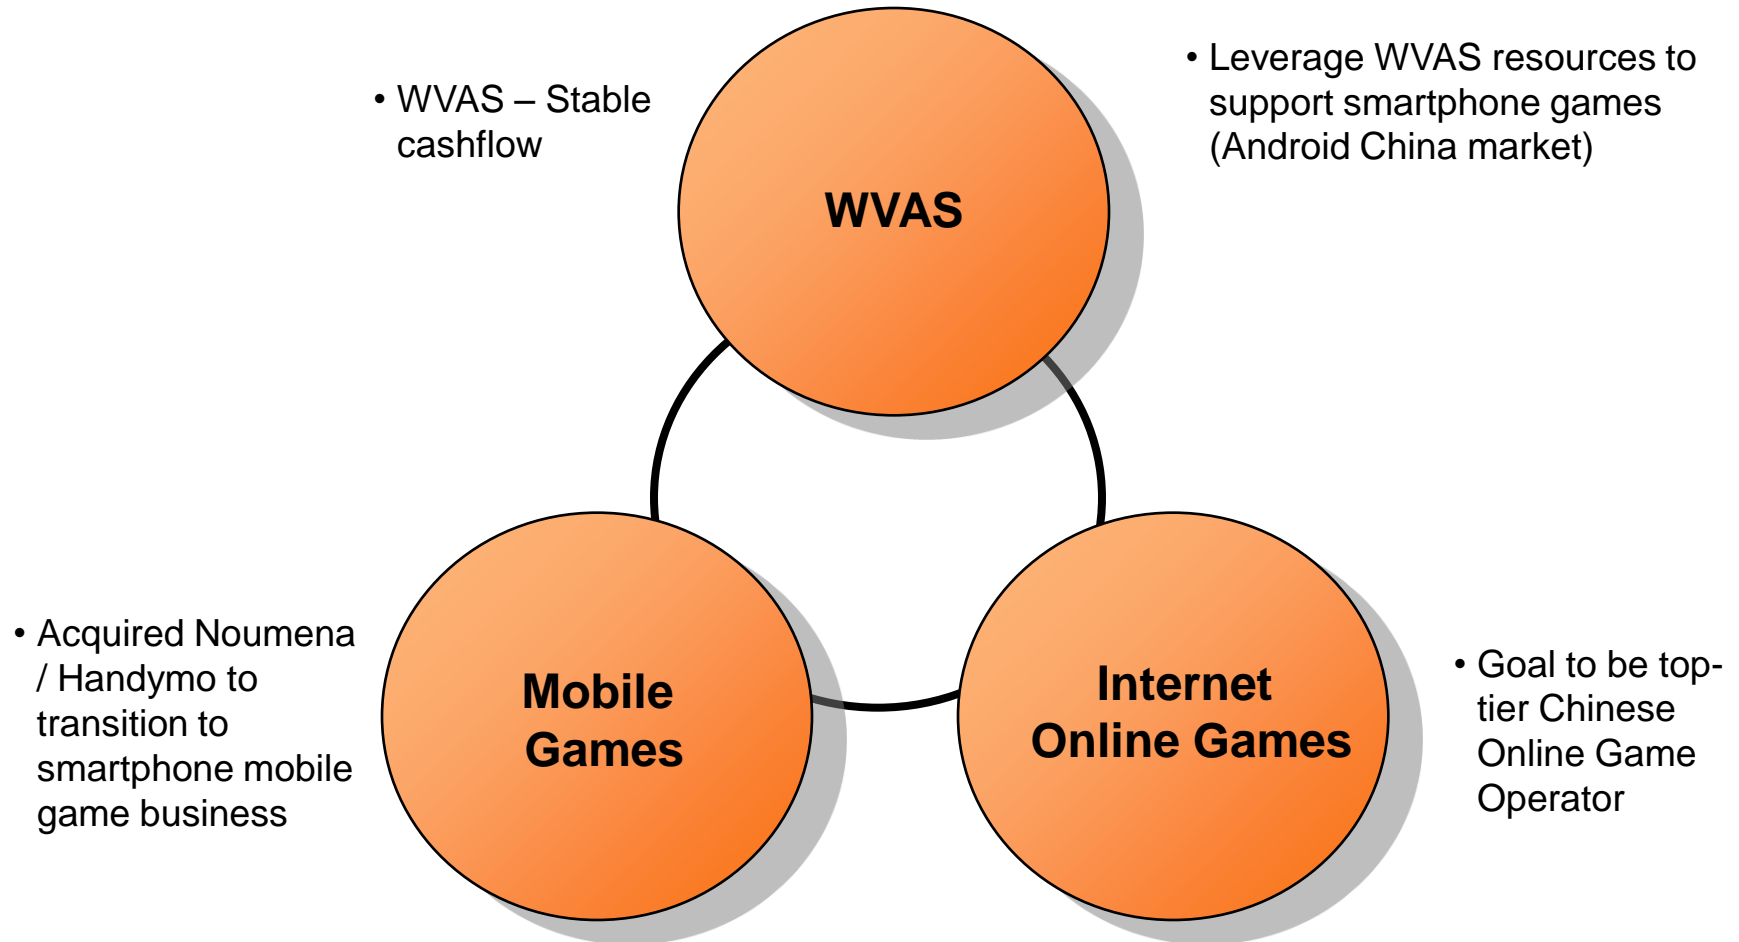 • WVAS – Stable
cashflow
• Leverage WVAS resources to
support smartphone games
(Android China market)
WVAS
• Acquired Noumena
/ Handymo to
transition to
smartphone mobile
game business
Mobile
Games
Internet
Online Games
• Goal to be top-
tier Chinese
Online Game
Operator